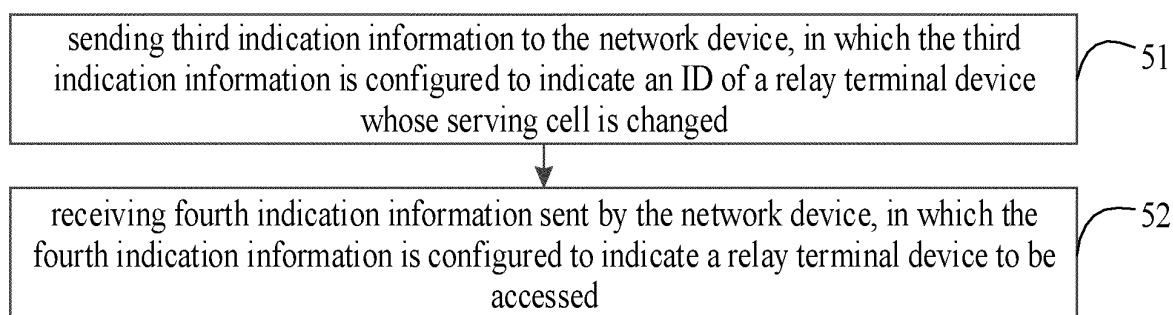 sending third indication information to the network device, in which the third
indication information is configured to indicate an ID of a relay terminal device
whose serving cell is changed
51
receiving fourth indication information sent by the network device, in which the
fourth indication information is configured to indicate a relay terminal device to be
accessed
52